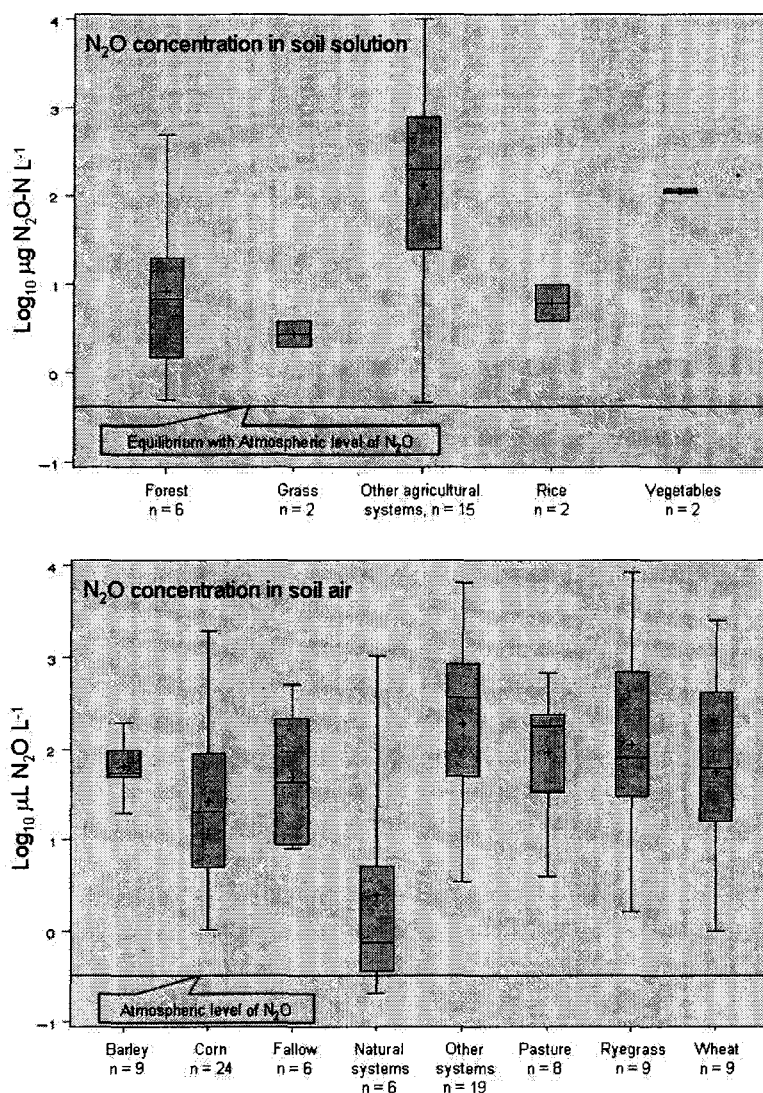 N₂O concentration in soil solution
Log₁₀ µg N₂O-N L⁻¹
4
3
2
1
0
−1
Equilibrium with Atmospheric level of N₂O
Forest
n = 6
Grass
n = 2
Other agricultural
systems, n = 15
Rice
n = 2
Vegetables
n = 2
N₂O concentration in soil air
Log₁₀ µL N₂O L⁻¹
4
3
2
1
0
−1
Atmospheric level of N₂O
Barley
n = 9
Corn
n = 24
Fallow
n = 6
Natural
systems
n = 6
Other
systems
n = 19
Pasture
n = 8
Ryegrass
n = 9
Wheat
n = 9